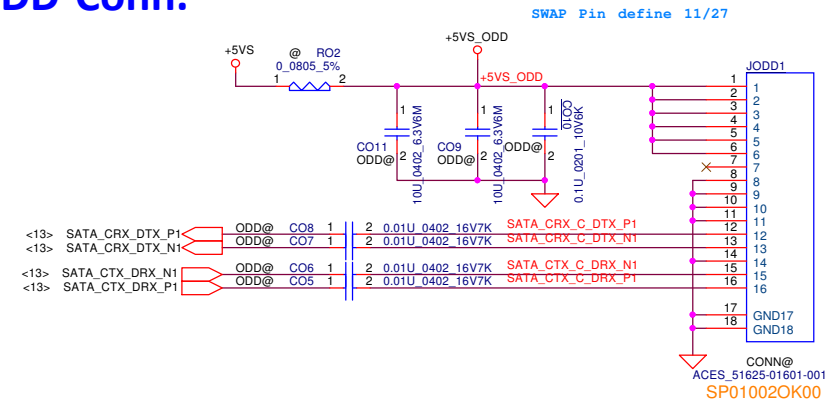 DD Conn.
SWAP Pin define 11/27
+5VS
@ RO2
0_0805_5%
1 2
+5VS_ODD
+5VS_ODD
1
CO11
ODD@
2
10U_0402_6.3V6M
1
CO9
ODD@
2
10U_0402_6.3V6M
1
CO10
ODD@
2
0.1U_0201_10V6K
JODD1
1 1
2 2
3 3
4 4
5 5
6 6
7 7
8 8
9 9
10 10
11 11
12 12
13 13
14 14
15 15
16 16
17 GND17
18 GND18
<13> SATA_CRX_DTX_P1 ODD@ CO8 1 2 0.01U_0402_16V7K SATA_CRX_C_DTX_P1
<13> SATA_CRX_DTX_N1 ODD@ CO7 1 2 0.01U_0402_16V7K SATA_CRX_C_DTX_N1
<13> SATA_CTX_DRX_N1 ODD@ CO6 1 2 0.01U_0402_16V7K SATA_CTX_C_DRX_N1
<13> SATA_CTX_DRX_P1 ODD@ CO5 1 2 0.01U_0402_16V7K SATA_CTX_C_DRX_P1
CONN@
ACES_51625-01601-001
SP01002OK00